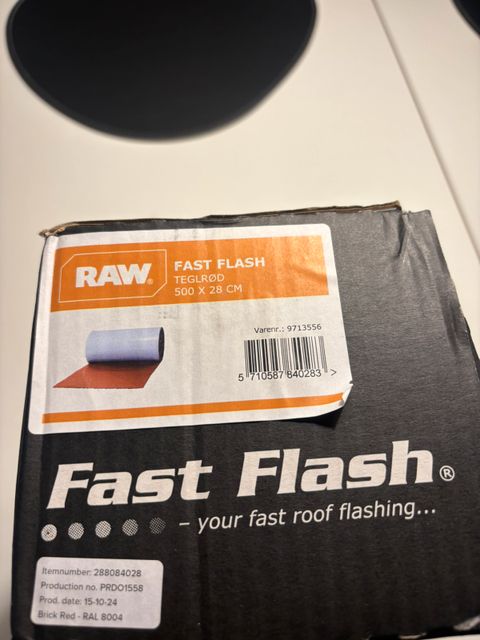 RAW®
FAST FLASH
TEGLRØD
500 X 28 CM
Varenr.: 9713556
5 710587 840283 >
Fast Flash®
– your fast roof flashing...
Itemnumber: 288084028
Production no. PRDO1558
Prod. date: 15-10-24
Brick Red - RAL 8004